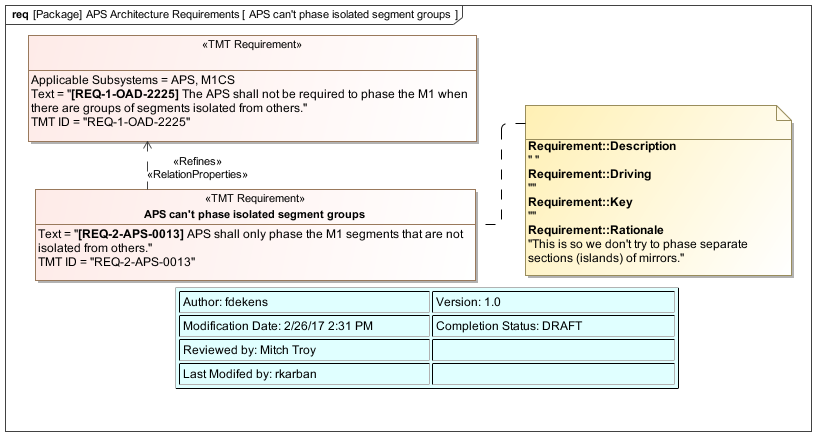 req [Package] APS Architecture Requirements [ APS can't phase isolated segment groups ]
«TMT Requirement»
Applicable Subsystems = APS, M1CS
Text = "[REQ-1-OAD-2225] The APS shall not be required to phase the M1 when
there are groups of segments isolated from others."
TMT ID = "REQ-1-OAD-2225"
«Refines»
«RelationProperties»
«TMT Requirement»
APS can't phase isolated segment groups
Text = "[REQ-2-APS-0013] APS shall only phase the M1 segments that are not
isolated from others."
TMT ID = "REQ-2-APS-0013"
Requirement::Description
" "
Requirement::Driving
""
Requirement::Key
""
Requirement::Rationale
"This is so we don't try to phase separate
sections (islands) of mirrors."
Author: fdekens
Version: 1.0
Modification Date: 2/26/17 2:31 PM
Completion Status: DRAFT
Reviewed by: Mitch Troy
Last Modifed by: rkarban